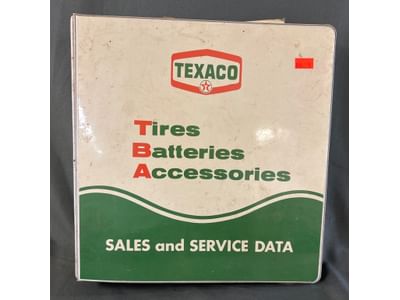 TEXACO
Tires
Batteries
Accessories
SALES and SERVICE DATA